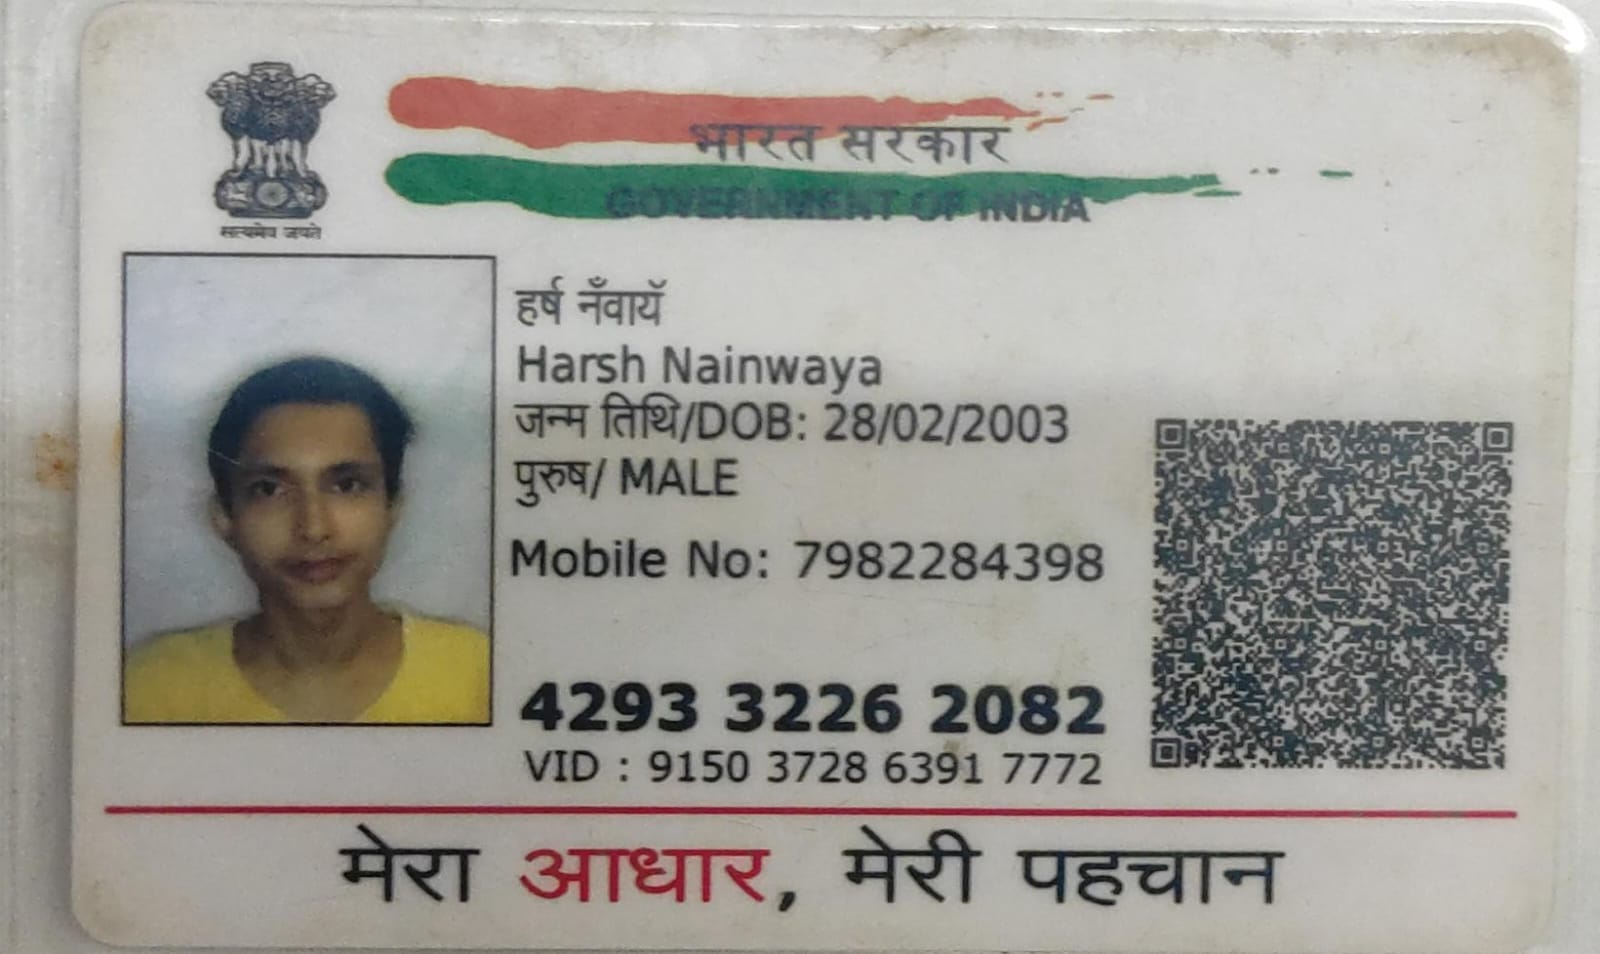 सत्यमेव जयते
भारत सरकार
GOVERNMENT OF INDIA
हर्ष नँवायॅ
Harsh Nainwaya
जन्म तिथि/DOB: 28/02/2003
पुरुष/ MALE
Mobile No: 7982284398
4293 3226 2082
VID : 9150 3728 6391 7772
मेरा आधार, मेरी पहचान